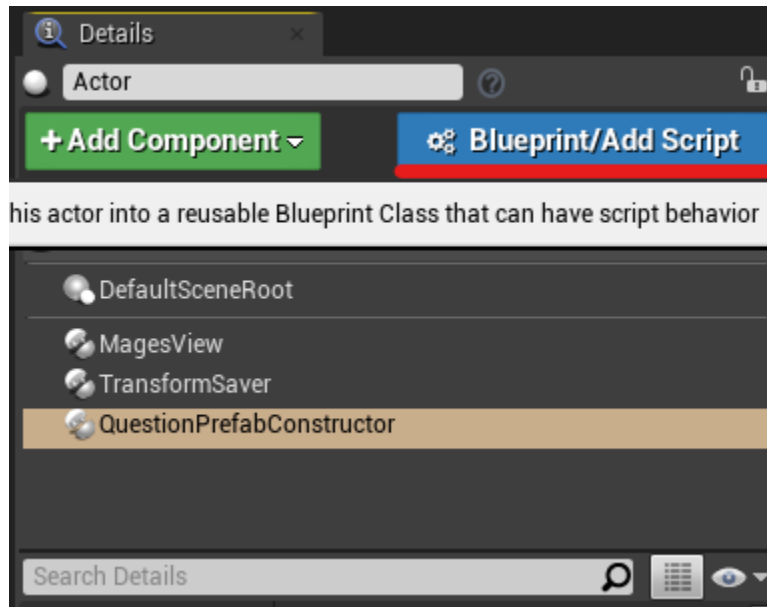 Details
Actor
+Add Component
Blueprint/Add Script
his actor into a reusable Blueprint Class that can have script behavior
DefaultSceneRoot
MagesView
TransformSaver
QuestionPrefabConstructor
Search Details